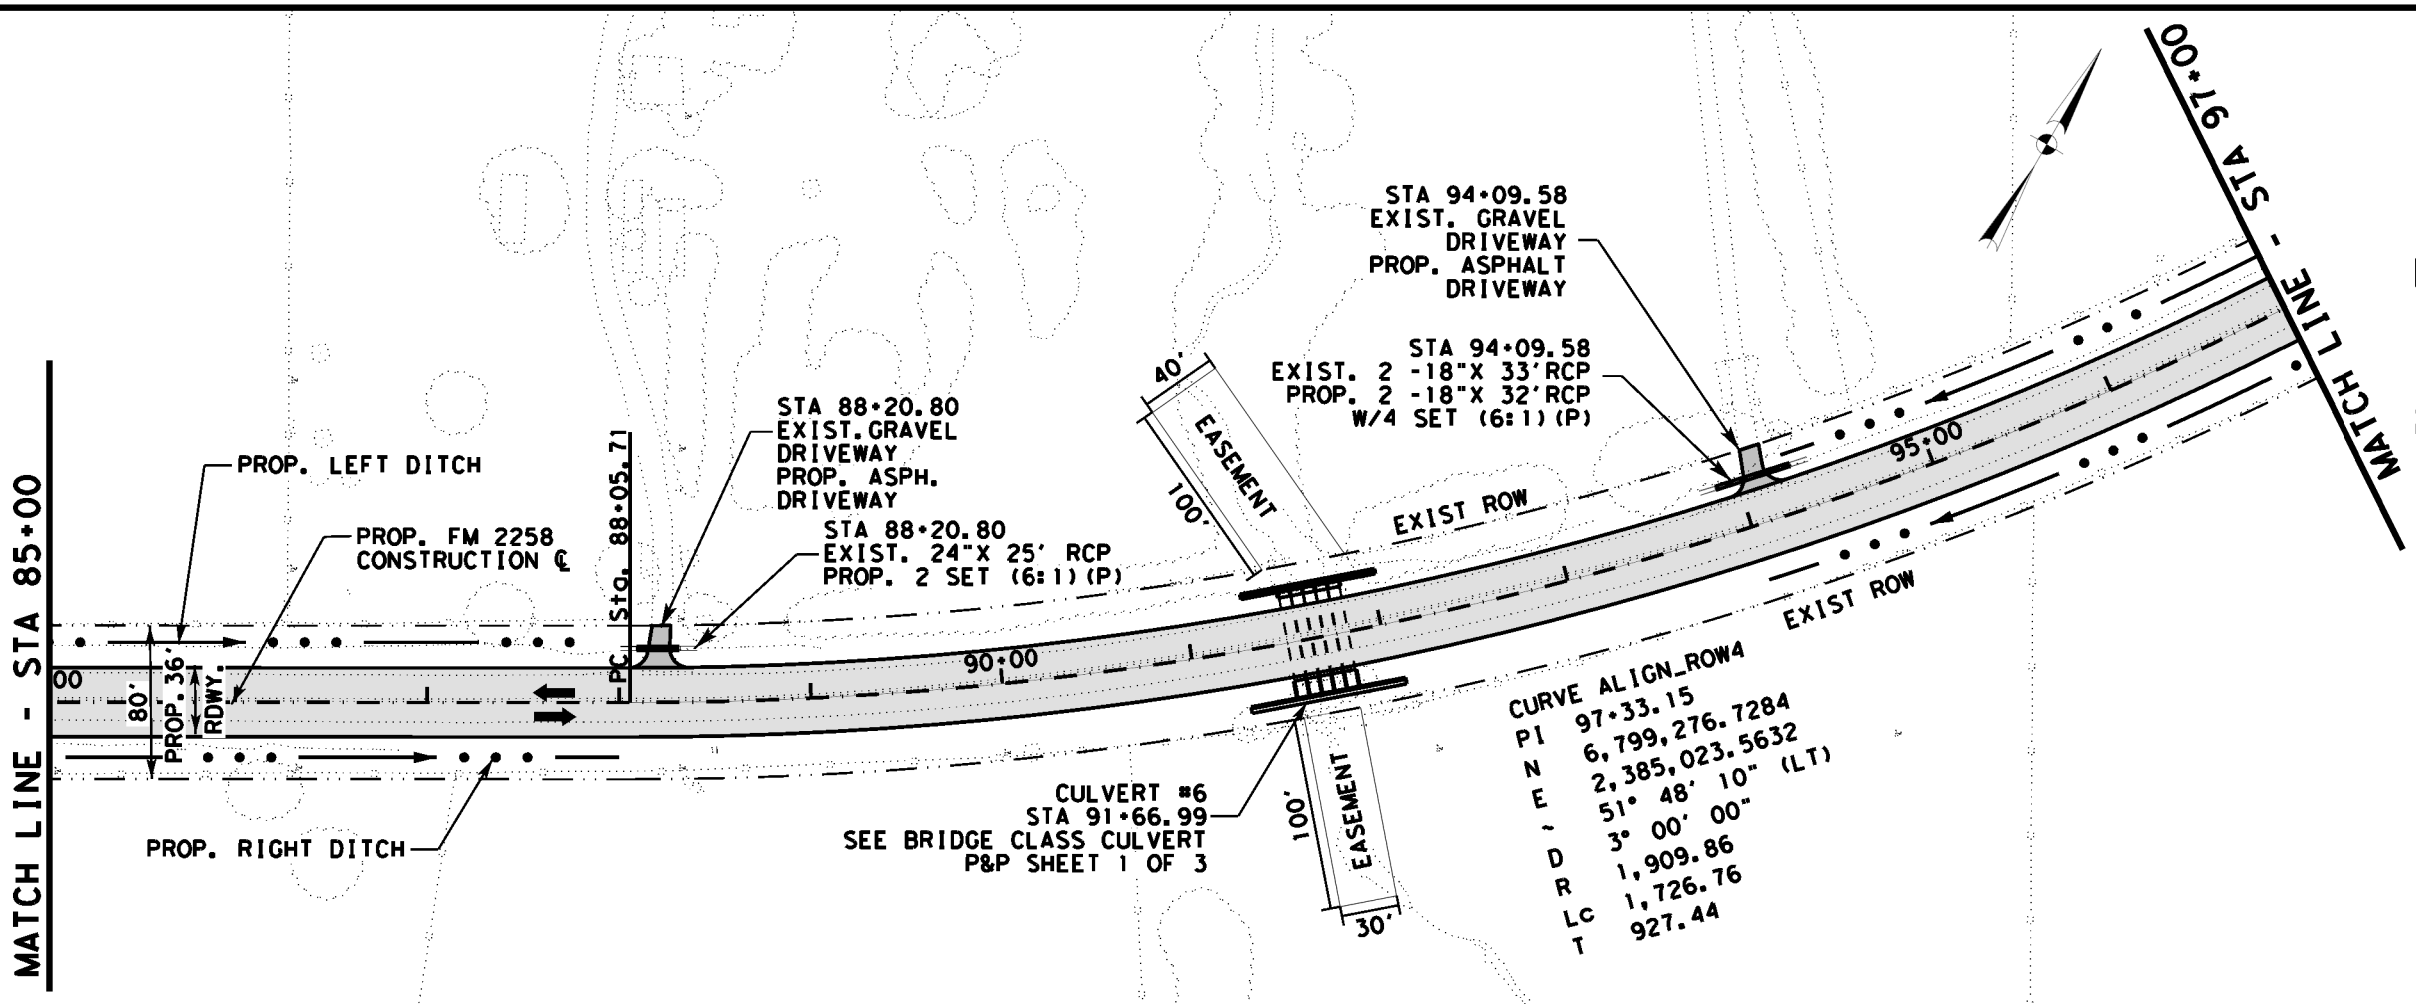 MATCH LINE - STA 85+00
PROP. LEFT DITCH
PROP. FM 2258
CONSTRUCTION ℄
00
80'
PROP. 36'
RDWY.
PROP. RIGHT DITCH
PC Sta. 88+05.71
STA 88+20.80
EXIST. GRAVEL
DRIVEWAY
PROP. ASPH.
DRIVEWAY
STA 88+20.80
EXIST. 24"X 25' RCP
PROP. 2 SET (6:1)(P)
90+00
40'
100'
EASEMENT
STA 94+09.58
EXIST. GRAVEL
DRIVEWAY
PROP. ASPHALT
DRIVEWAY
STA 94+09.58
EXIST. 2 -18"X 33'RCP
PROP. 2 -18"X 32'RCP
W/4 SET (6:1)(P)
EXIST ROW
95+00
EXIST ROW
CULVERT #6
STA 91+66.99
SEE BRIDGE CLASS CULVERT
P&P SHEET 1 OF 3
100'
EASEMENT
30'
CURVE ALIGN_ROW4
PI 97+33.15
N 6,799,276.7284
E 2,385,023.5632
~ 51° 48' 10" (LT)
D 3° 00' 00"
R 1,909.86
Lc 1,726.76
T 927.44
MATCH LINE - STA 97+00